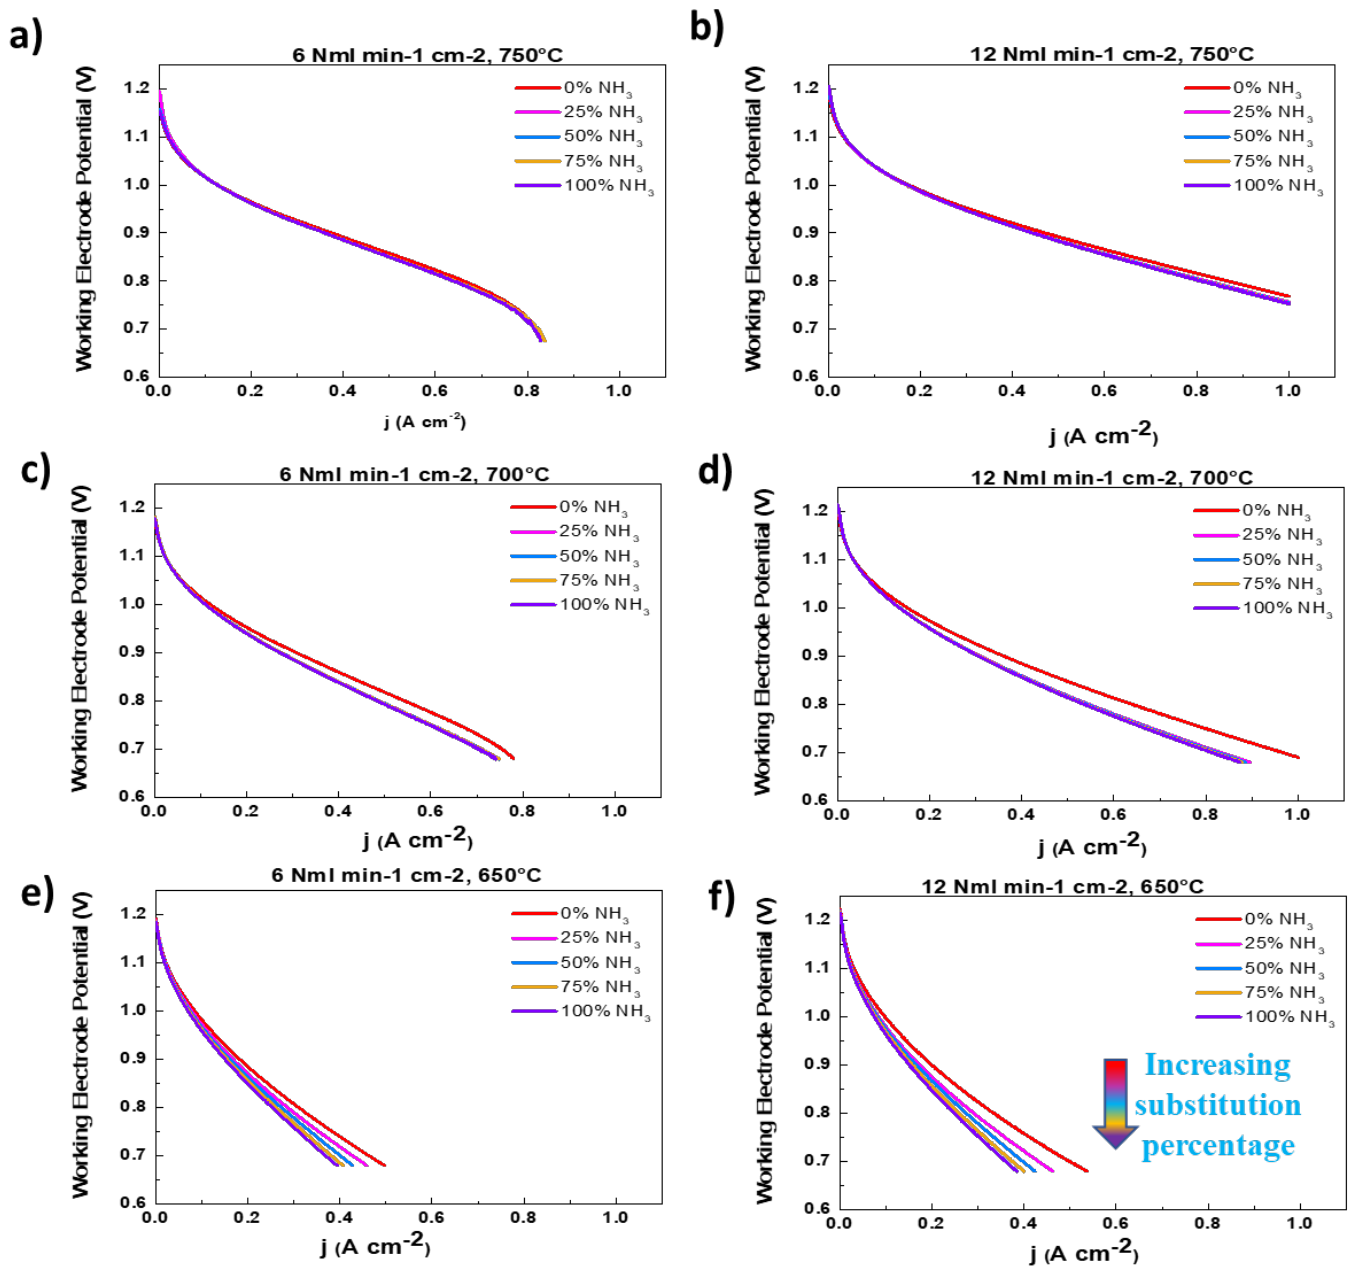 a)
6 Nml min-1 cm-2, 750°C
Working Electrode Potential (V)
1.2
1.1
1.0
0.9
0.8
0.7
0.6
0% NH3
25% NH3
50% NH3
75% NH3
100% NH3
0.0 0.2 0.4 0.6 0.8 1.0
j (A cm-2)
b)
12 Nml min-1 cm-2, 750°C
Working Electrode Potential (V)
1.2
1.1
1.0
0.9
0.8
0.7
0.6
0% NH3
25% NH3
50% NH3
75% NH3
100% NH3
0.0 0.2 0.4 0.6 0.8 1.0
j (A cm-2)
c)
6 Nml min-1 cm-2, 700°C
Working Electrode Potential (V)
1.2
1.1
1.0
0.9
0.8
0.7
0.6
0% NH3
25% NH3
50% NH3
75% NH3
100% NH3
0.0 0.2 0.4 0.6 0.8 1.0
j (A cm-2)
d)
12 Nml min-1 cm-2, 700°C
Working Electrode Potential (V)
1.2
1.1
1.0
0.9
0.8
0.7
0.6
0% NH3
25% NH3
50% NH3
75% NH3
100% NH3
0.0 0.2 0.4 0.6 0.8 1.0
j (A cm-2)
e)
6 Nml min-1 cm-2, 650°C
Working Electrode Potential (V)
1.2
1.1
1.0
0.9
0.8
0.7
0.6
0% NH3
25% NH3
50% NH3
75% NH3
100% NH3
0.0 0.2 0.4 0.6 0.8 1.0
j (A cm-2)
f)
12 Nml min-1 cm-2, 650°C
Working Electrode Potential (V)
1.2
1.1
1.0
0.9
0.8
0.7
0.6
0% NH3
25% NH3
50% NH3
75% NH3
100% NH3
Increasing
substitution
percentage
0.0 0.2 0.4 0.6 0.8 1.0
j (A cm-2)